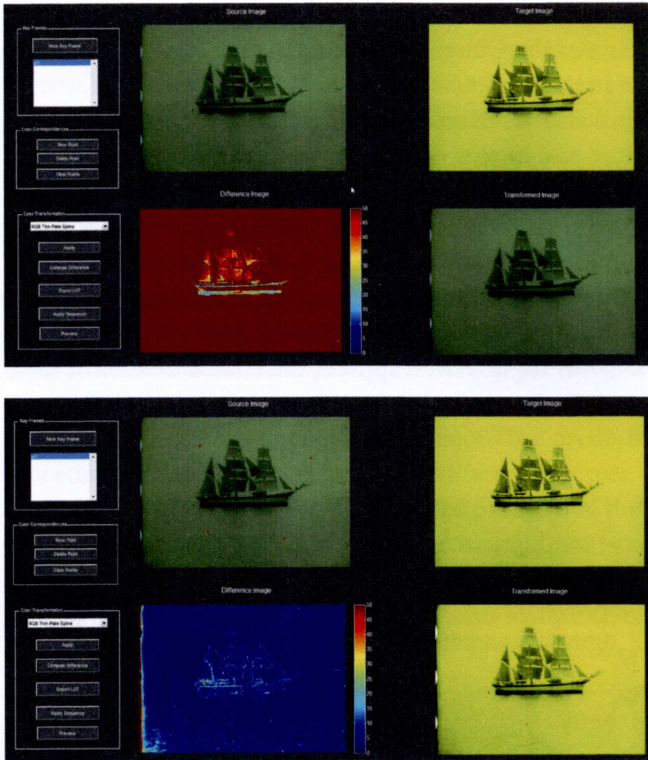 Source Image
Target Image
Key Frames
New Key Frame
Color Correspondences
New Point
Delete Point
Clear Points
Difference Image
Transformed Image
Color Transformation
RGB Thin-Plate Spline
Apply
Compute Difference
Export LUT
Apply Sequence
Preview
50
45
40
35
30
25
20
15
10
5
0
Source Image
Target Image
Key Frames
New Key Frame
Color Correspondences
New Point
Delete Point
Clear Points
Difference Image
Transformed Image
Color Transformation
RGB Thin-Plate Spline
Apply
Compute Difference
Export LUT
Apply Sequence
Preview
50
45
40
35
30
25
20
15
10
5
0